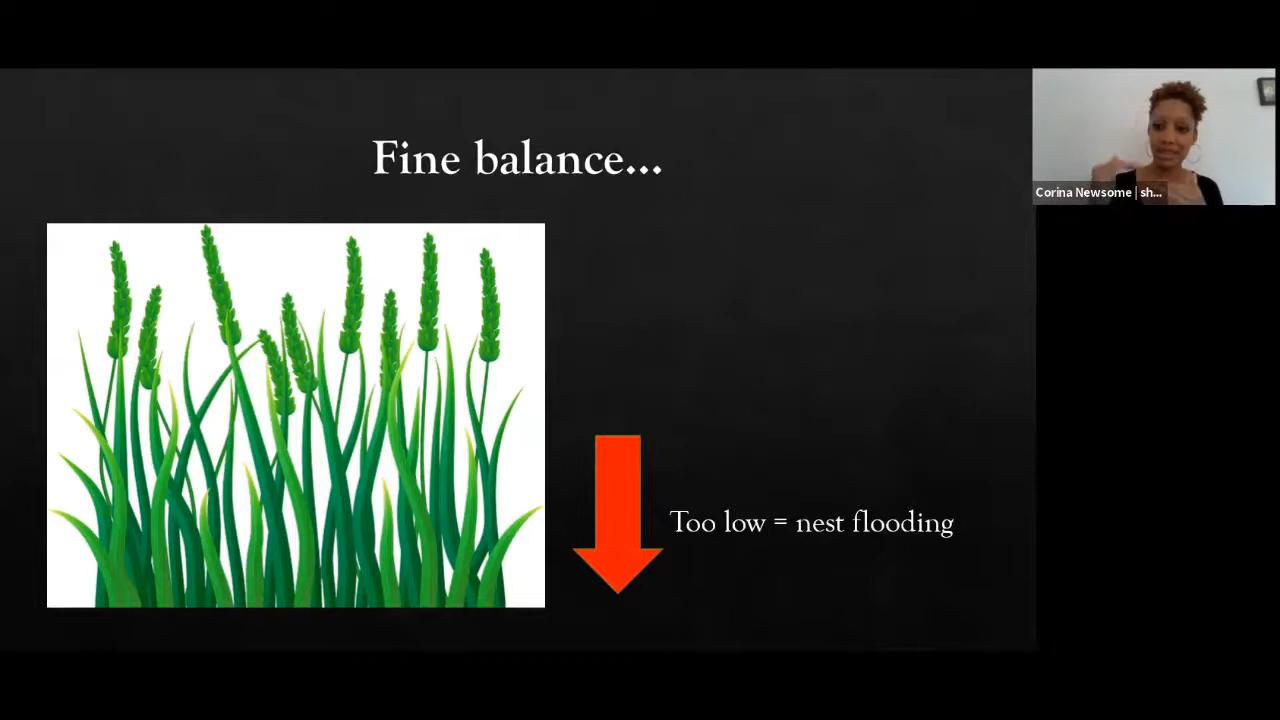 Fine balance...
Corina Newsome | sh...
Too low = nest flooding